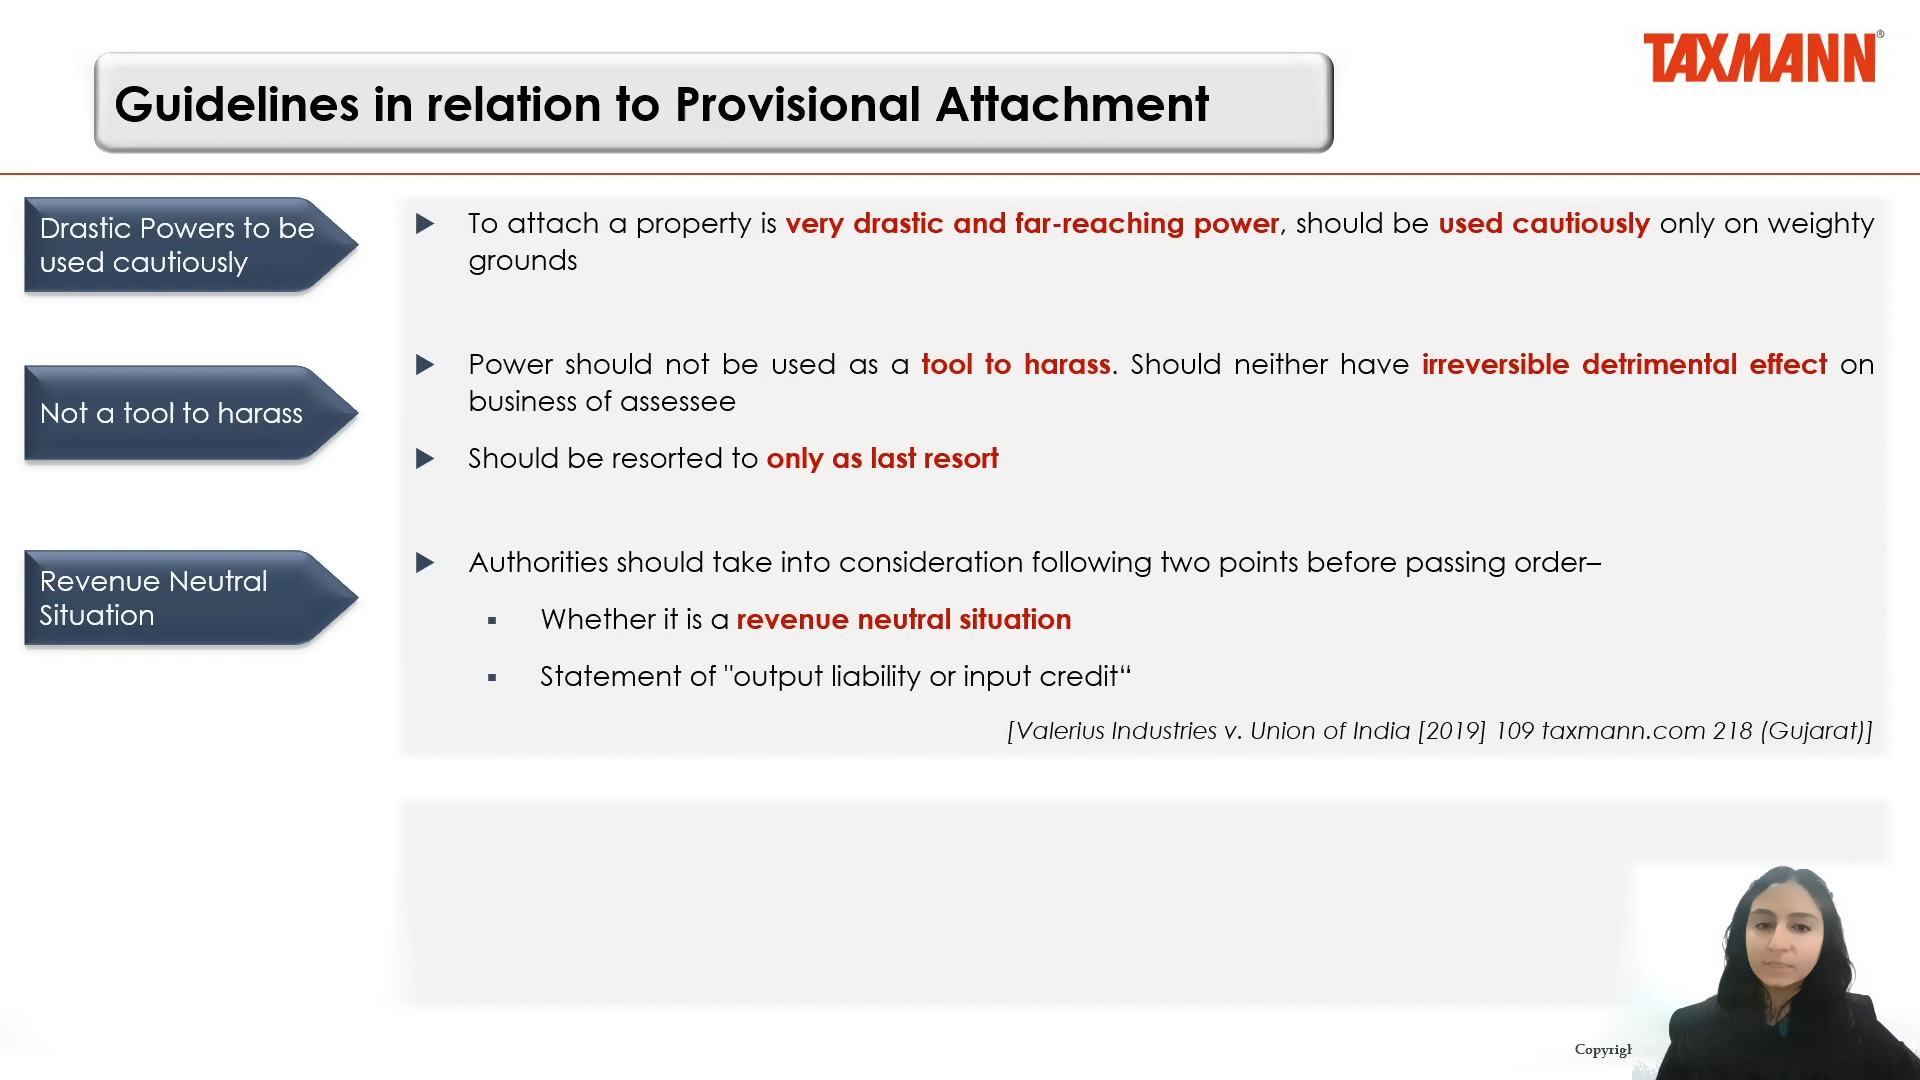 TAXMANN®
Guidelines in relation to Provisional Attachment
Drastic Powers to be
used cautiously
To attach a property is very drastic and far-reaching power, should be used cautiously only on weighty
grounds
Not a tool to harass
Power should not be used as a tool to harass. Should neither have irreversible detrimental effect on
business of assessee
Should be resorted to only as last resort
Revenue Neutral
Situation
Authorities should take into consideration following two points before passing order–
Whether it is a revenue neutral situation
Statement of "output liability or input credit“
[Valerius Industries v. Union of India [2019] 109 taxmann.com 218 (Gujarat)]